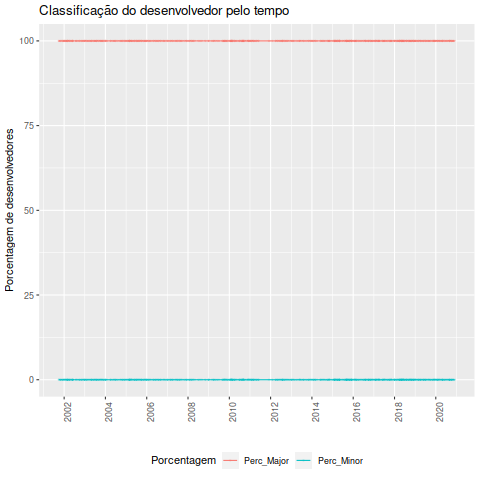 Classificação do desenvolvedor pelo tempo
Porcentagem de desenvolvedores
100
75
50
25
0
2002 2004 2006 2008 2010 2012 2014 2016 2018 2020
Porcentagem Perc_Major Perc_Minor